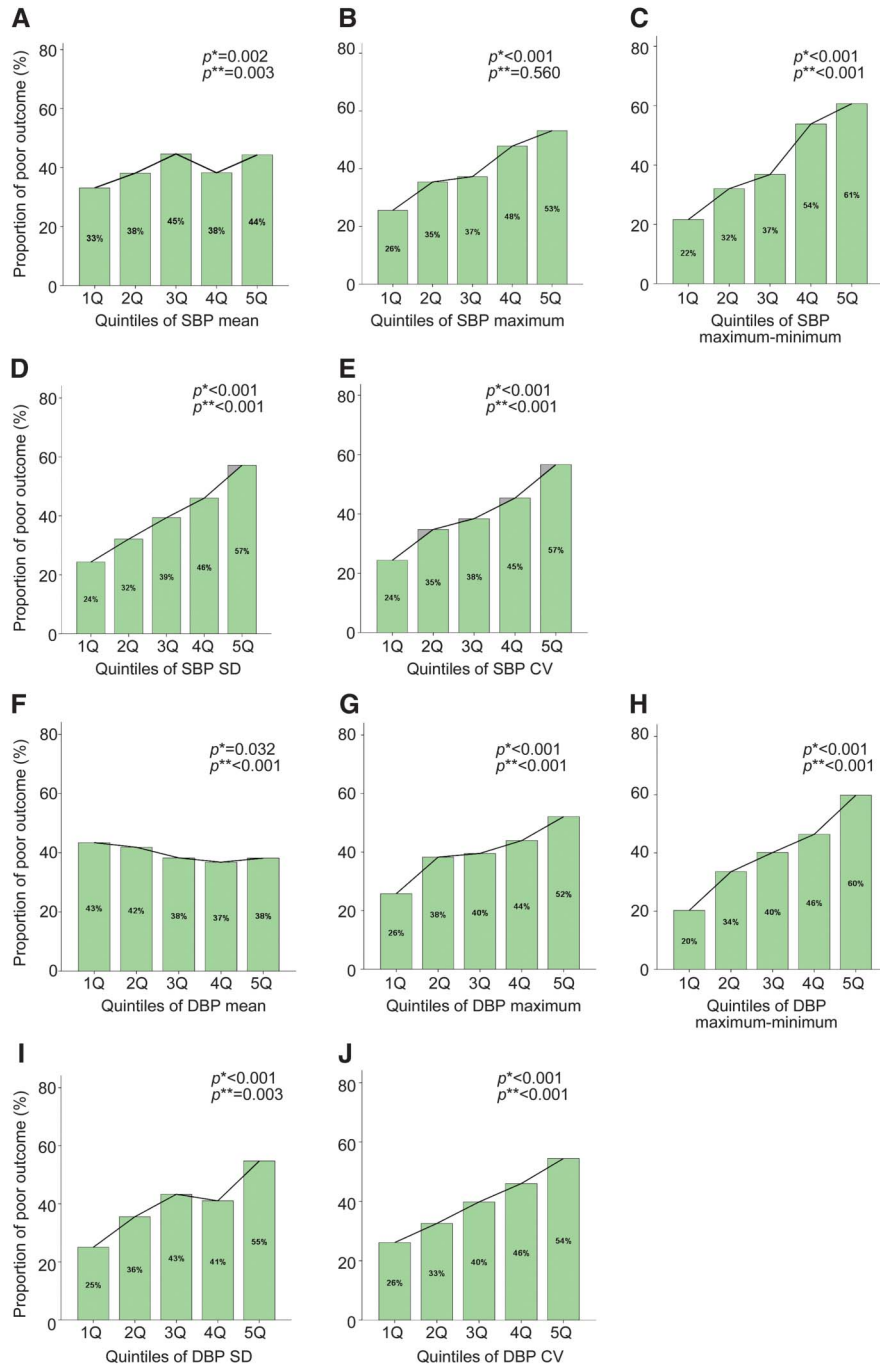 A
Proportion of poor outcome (%)
80
60
40
20
0
p*=0.002
p**=0.003
33%
38%
45%
38%
44%
1Q 2Q 3Q 4Q 5Q
Quintiles of SBP mean
B
80
60
40
20
0
p*<0.001
p**=0.560
26%
35%
37%
48%
53%
1Q 2Q 3Q 4Q 5Q
Quintiles of SBP maximum
C
80
60
40
20
0
p*<0.001
p**<0.001
22%
32%
37%
54%
61%
1Q 2Q 3Q 4Q 5Q
Quintiles of SBP
maximum-minimum
D
Proportion of poor outcome (%)
80
60
40
20
0
p*<0.001
p**<0.001
24%
32%
39%
46%
57%
1Q 2Q 3Q 4Q 5Q
Quintiles of SBP SD
E
80
60
40
20
0
p*<0.001
p**<0.001
24%
35%
38%
45%
57%
1Q 2Q 3Q 4Q 5Q
Quintiles of SBP CV
F
Proportion of poor outcome (%)
80
60
40
20
0
p*=0.032
p**<0.001
43%
42%
38%
37%
38%
1Q 2Q 3Q 4Q 5Q
Quintiles of DBP mean
G
80
60
40
20
0
p*<0.001
p**<0.001
26%
38%
40%
44%
52%
1Q 2Q 3Q 4Q 5Q
Quintiles of DBP maximum
H
80
60
40
20
0
p*<0.001
p**<0.001
20%
34%
40%
46%
60%
1Q 2Q 3Q 4Q 5Q
Quintiles of DBP
maximum-minimum
I
Proportion of poor outcome (%)
80
60
40
20
0
p*<0.001
p**=0.003
25%
36%
43%
41%
55%
1Q 2Q 3Q 4Q 5Q
Quintiles of DBP SD
J
80
60
40
20
0
p*<0.001
p**<0.001
26%
33%
40%
46%
54%
1Q 2Q 3Q 4Q 5Q
Quintiles of DBP CV